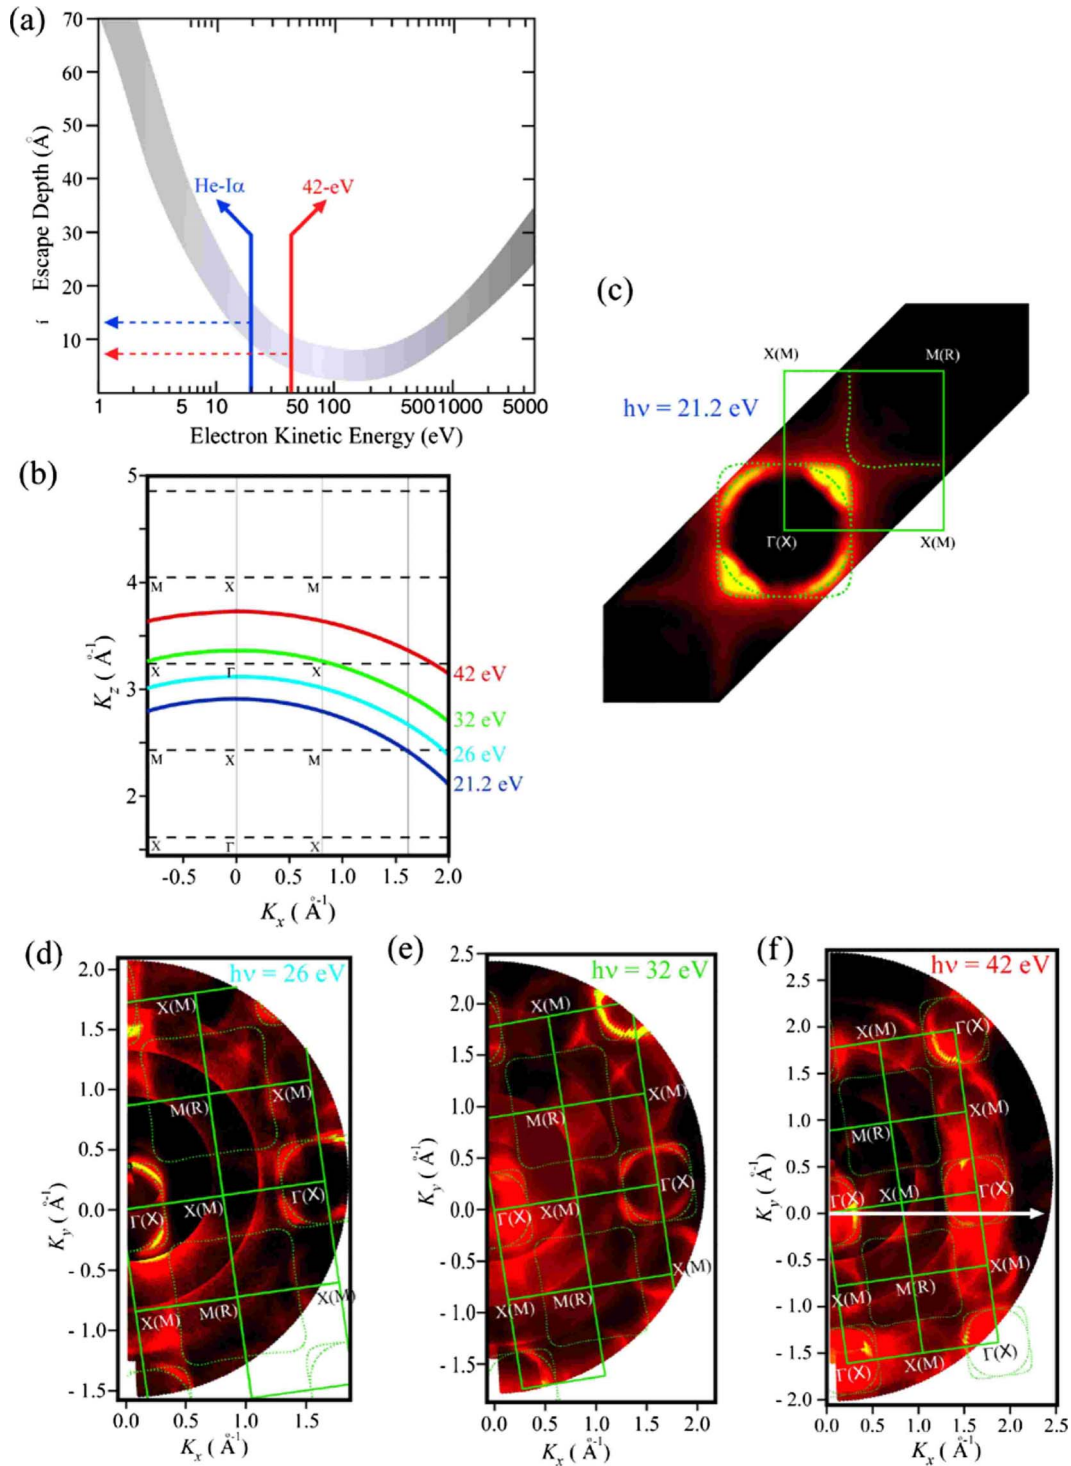 (a)
70
60
50
40
30
20
10
Escape Depth (Å)
He-Iα
42-eV
1 5 10 50 100 500 1000 5000
Electron Kinetic Energy (eV)
(b)
5
4
3
2
K_z ( Å⁻¹)
M X M
X Γ X
M X M
X Γ X
42 eV
32 eV
26 eV
21.2 eV
-0.5 0 0.5 1.0 1.5 2.0
K_x ( Å⁻¹)
(c)
hν = 21.2 eV
X(M) M(R)
Γ(X) X(M)
(d)
hν = 26 eV
2.0
1.5
1.0
0.5
0.0
- 0.5
- 1.0
- 1.5
K_y ( Å⁻¹)
X(M)
X(M)
M(R)
Γ(X)
X(M)
Γ(X)
X(M)
M(R)
X(M)
0.0 0.5 1.0 1.5
K_x ( Å⁻¹)
(e)
hν = 32 eV
2.5
2.0
1.5
1.0
0.5
0.0
- 0.5
- 1.0
- 1.5
K_y ( Å⁻¹)
X(M)
X(M)
M(R)
Γ(X)
Γ(X) X(M)
X(M)
X(M) M(R)
0.0 0.5 1.0 1.5 2.0
K_x ( Å⁻¹)
(f)
hν = 42 eV
2.5
2.0
1.5
1.0
0.5
0.0
- 0.5
- 1.0
- 1.5
- 2.0
K_y ( Å⁻¹)
X(M)
Γ(X)
X(M)
M(R)
Γ(X) X(M) Γ(X)
X(M)
M(R)
X(M)
Γ(X)
X(M)
Γ(X)
0.0 0.5 1.0 1.5 2.0 2.5
K_x ( Å⁻¹)